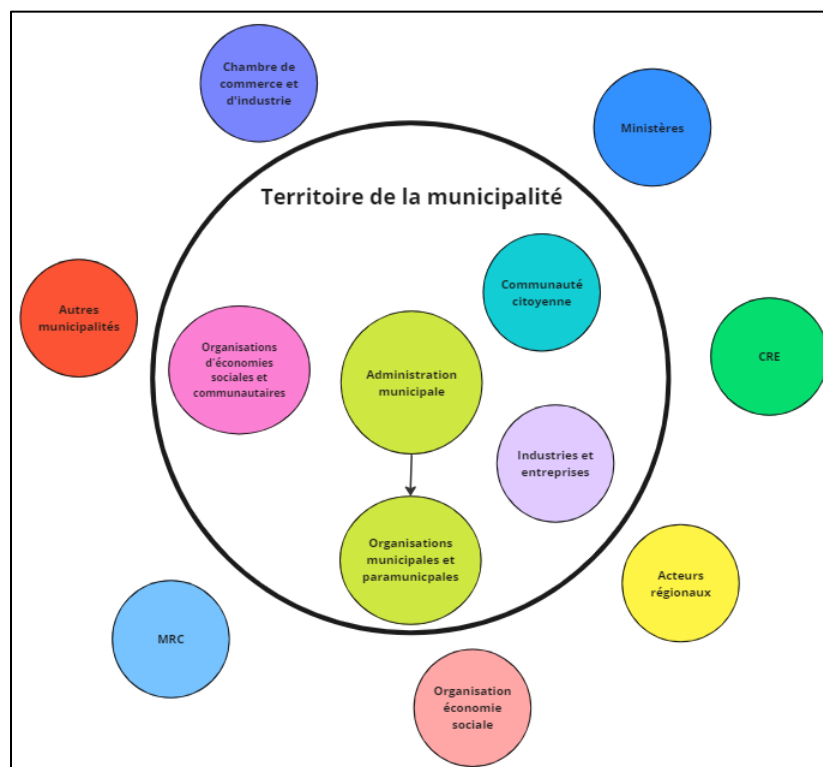 Chambre de
commerce et
d'industrie
Ministères
Territoire de la municipalité
Communauté
citoyenne
Autres
municipalités
Organisations
d'économies
sociales et
communautaires
Administration
municipale
CRE
Industries et
entreprises
Organisations
municipales et
paramunicpales
Acteurs
régionaux
MRC
Organisation
économie
sociale